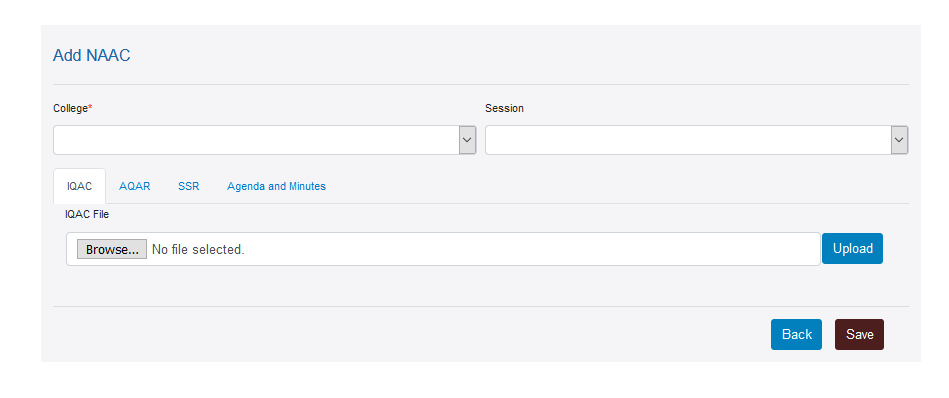 Add NAAC
College* Session
IQAC AQAR SSR Agenda and Minutes
IQAC File
Browse... No file selected. Upload
Back Save